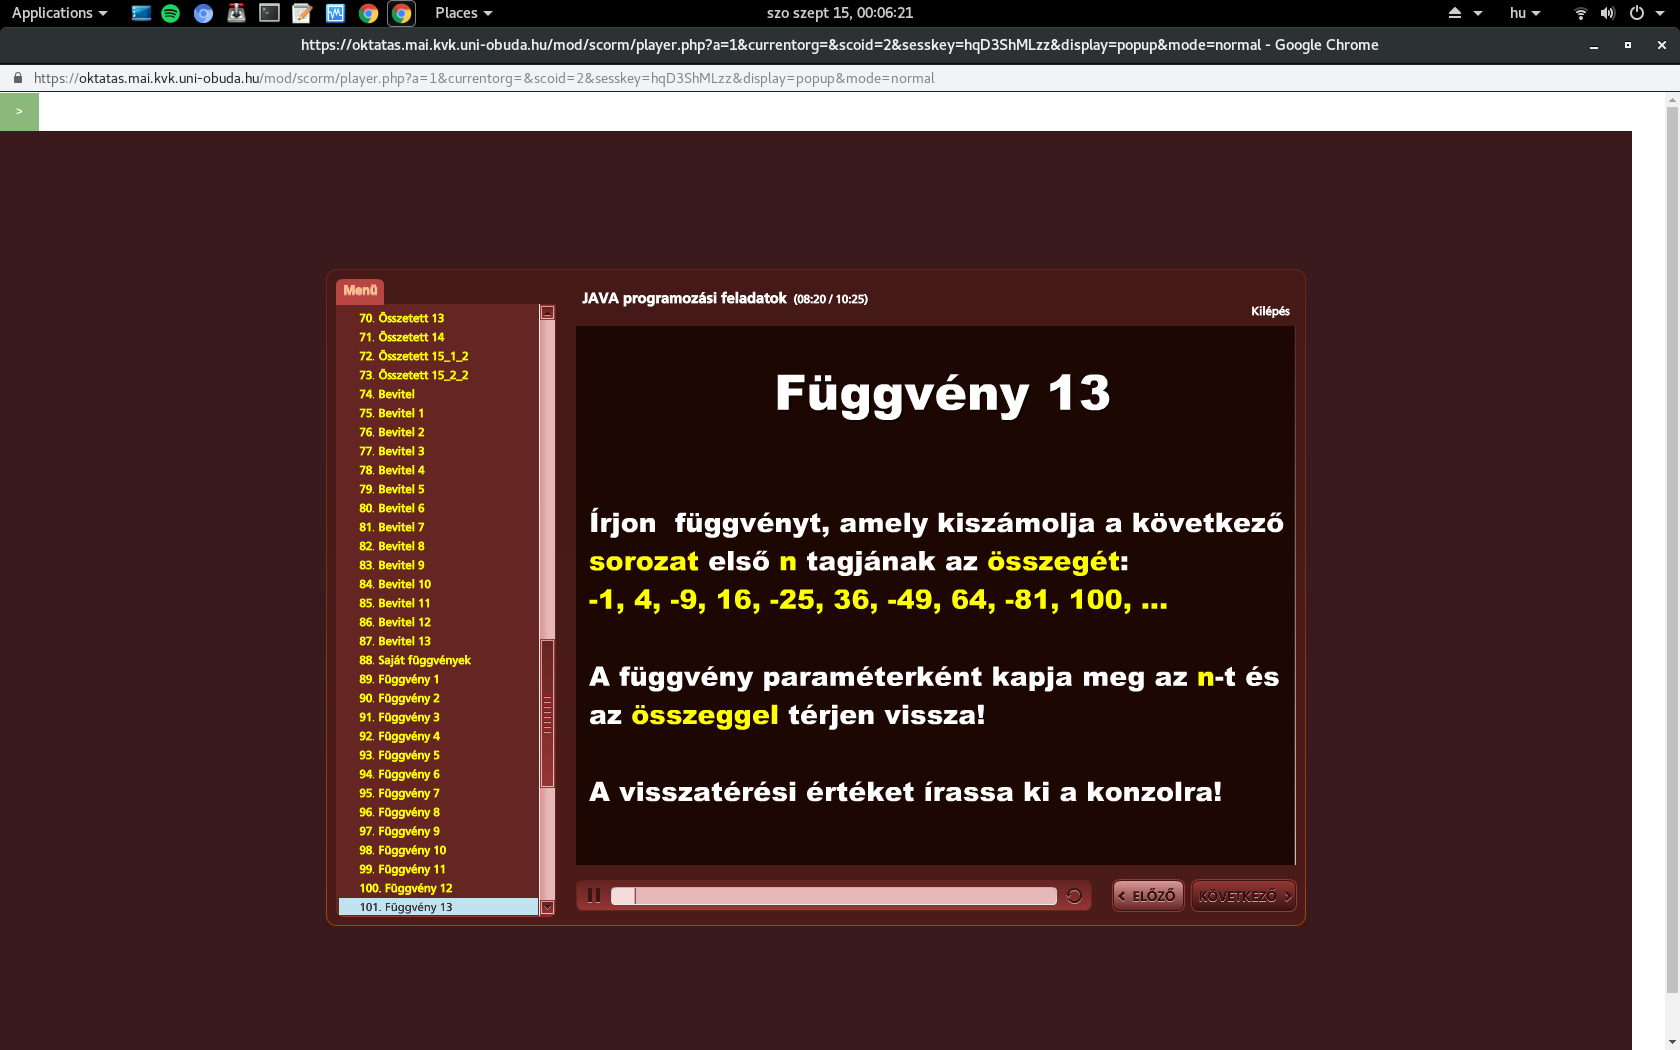 Applications
Places
szo szept 15, 00:06:21
hu
https://oktatas.mai.kvk.uni-obuda.hu/mod/scorm/player.php?a=1&currentorg=&scoid=2&sesskey=hqD3ShMLzz&display=popup&mode=normal - Google Chrome
https://oktatas.mai.kvk.uni-obuda.hu/mod/scorm/player.php?a=1&currentorg=&scoid=2&sesskey=hqD3ShMLzz&display=popup&mode=normal
>
Menü
70. Összetett 13
71. Összetett 14
72. Összetett 15_1_2
73. Összetett 15_2_2
74. Bevitel
75. Bevitel 1
76. Bevitel 2
77. Bevitel 3
78. Bevitel 4
79. Bevitel 5
80. Bevitel 6
81. Bevitel 7
82. Bevitel 8
83. Bevitel 9
84. Bevitel 10
85. Bevitel 11
86. Bevitel 12
87. Bevitel 13
88. Saját függvények
89. Függvény 1
90. Függvény 2
91. Függvény 3
92. Függvény 4
93. Függvény 5
94. Függvény 6
95. Függvény 7
96. Függvény 8
97. Függvény 9
98. Függvény 10
99. Függvény 11
100. Függvény 12
101. Függvény 13
JAVA programozási feladatok (08:20 / 10:25)
Kilépés
Függvény 13
Írjon függvényt, amely kiszámolja a következő
sorozat első n tagjának az összegét:
-1, 4, -9, 16, -25, 36, -49, 64, -81, 100, ...
A függvény paraméterként kapja meg az n-t és
az összeggel térjen vissza!
A visszatérési értéket írassa ki a konzolra!
< ELŐZŐ
KÖVETKEZŐ >